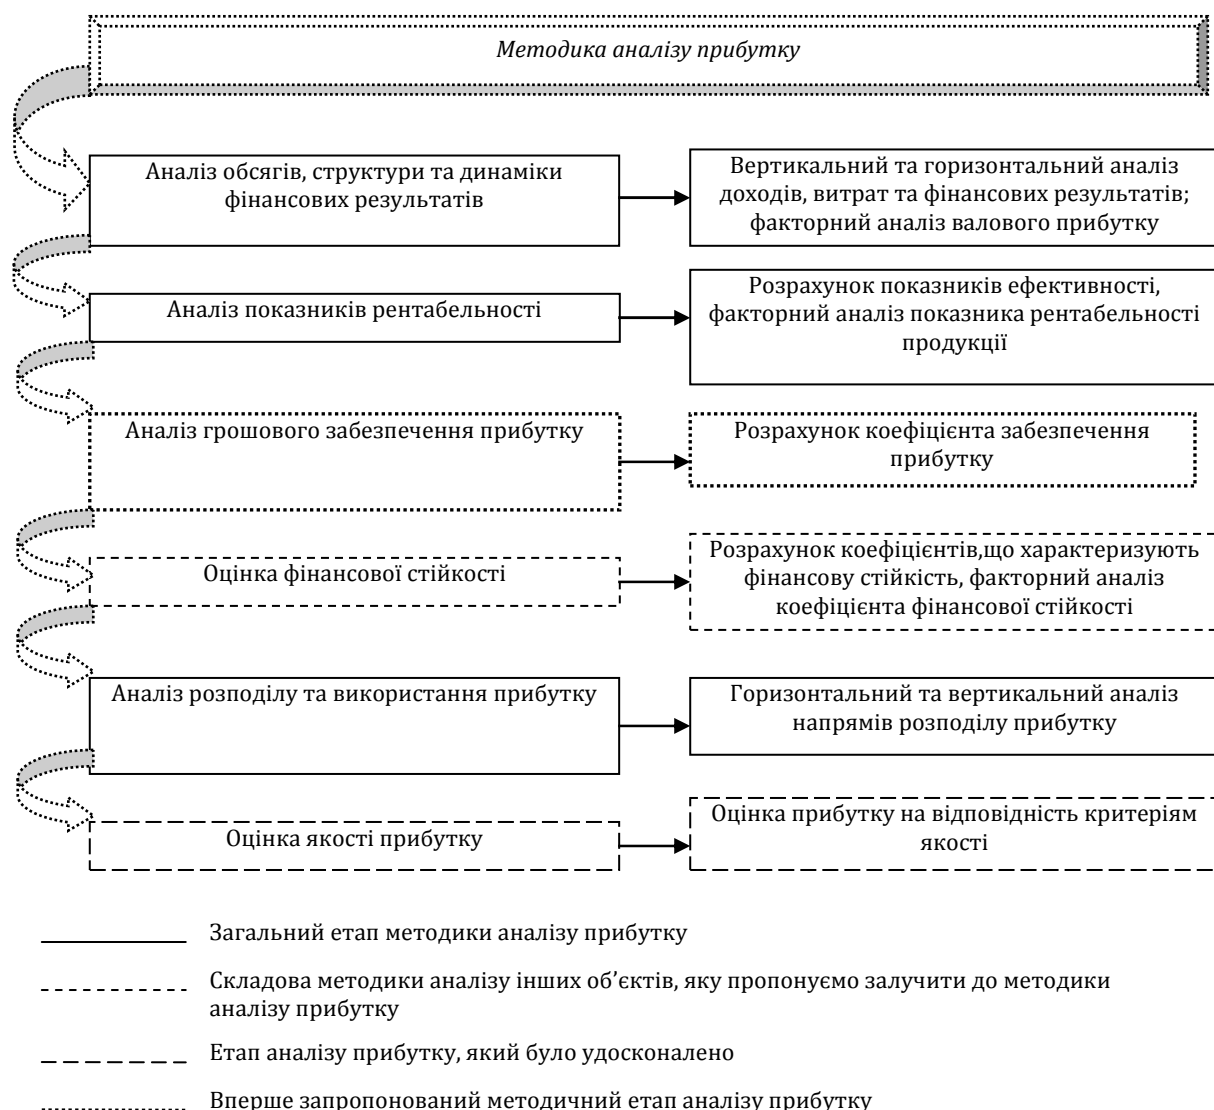 Методика аналізу прибутку
Аналіз обсягів, структури та динаміки
фінансових результатів
Вертикальний та горизонтальний аналіз
доходів, витрат та фінансових результатів;
факторний аналіз валового прибутку
Аналіз показників рентабельності
Розрахунок показників ефективності,
факторний аналіз показника рентабельності
продукції
Аналіз грошового забезпечення прибутку
Розрахунок коефіцієнта забезпечення
прибутку
Оцінка фінансової стійкості
Розрахунок коефіцієнтів,що характеризують
фінансову стійкість, факторний аналіз
коефіцієнта фінансової стійкості
Аналіз розподілу та використання прибутку
Горизонтальний та вертикальний аналіз
напрямів розподілу прибутку
Оцінка якості прибутку
Оцінка прибутку на відповідність критеріям
якості
Загальний етап методики аналізу прибутку
Складова методики аналізу інших об’єктів, яку пропонуємо залучити до методики
аналізу прибутку
Етап аналізу прибутку, який було удосконалено
Вперше запропонований методичний етап аналізу прибутку